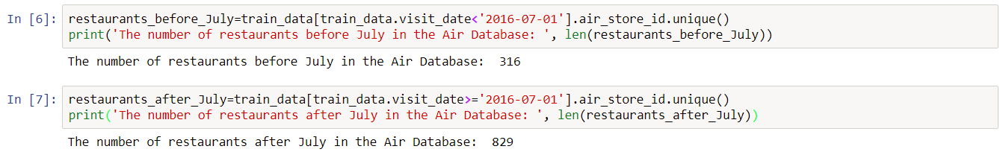 In [6]: restaurants_before_July=train_data[train_data.visit_date<'2016-07-01'].air_store_id.unique()
print('The number of restaurants before July in the Air Database: ', len(restaurants_before_July))
The number of restaurants before July in the Air Database:  316
In [7]: restaurants_after_July=train_data[train_data.visit_date>='2016-07-01'].air_store_id.unique()
print('The number of restaurants after July in the Air Database: ', len(restaurants_after_July))
The number of restaurants after July in the Air Database:  829